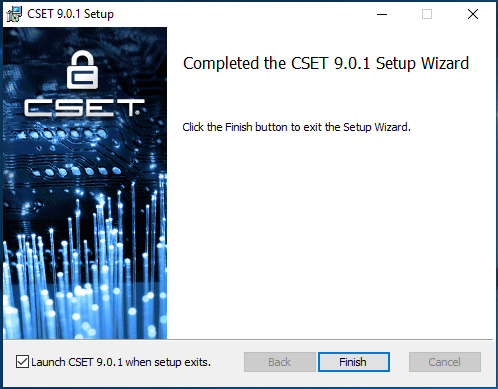 CSET 9.0.1 Setup
CSET®
Completed the CSET 9.0.1 Setup Wizard
Click the Finish button to exit the Setup Wizard.
Launch CSET 9.0.1 when setup exits.
Back
Finish
Cancel